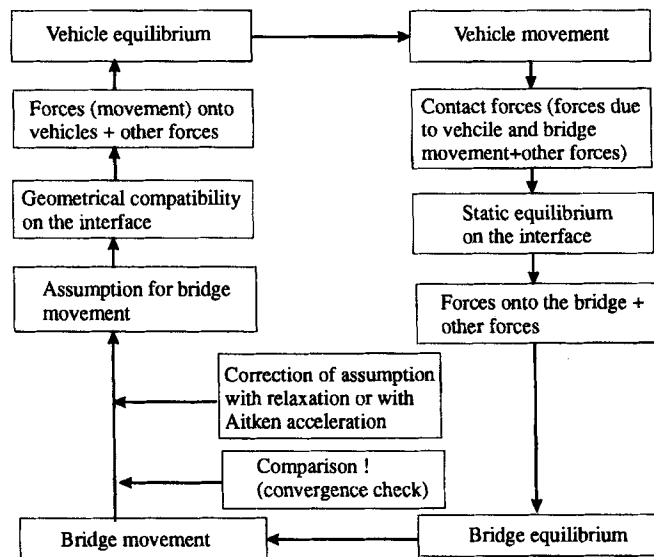 Vehicle equilibrium
Vehicle movement
Forces (movement) onto
vehicles + other forces
Contact forces (forces due
to vehcile and bridge
movement+other forces)
Geometrical compatibility
on the interface
Static equilibrium
on the interface
Assumption for bridge
movement
Forces onto the bridge +
other forces
Correction of assumption
with relaxation or with
Aitken acceleration
Comparison !
(convergence check)
Bridge movement
Bridge equilibrium